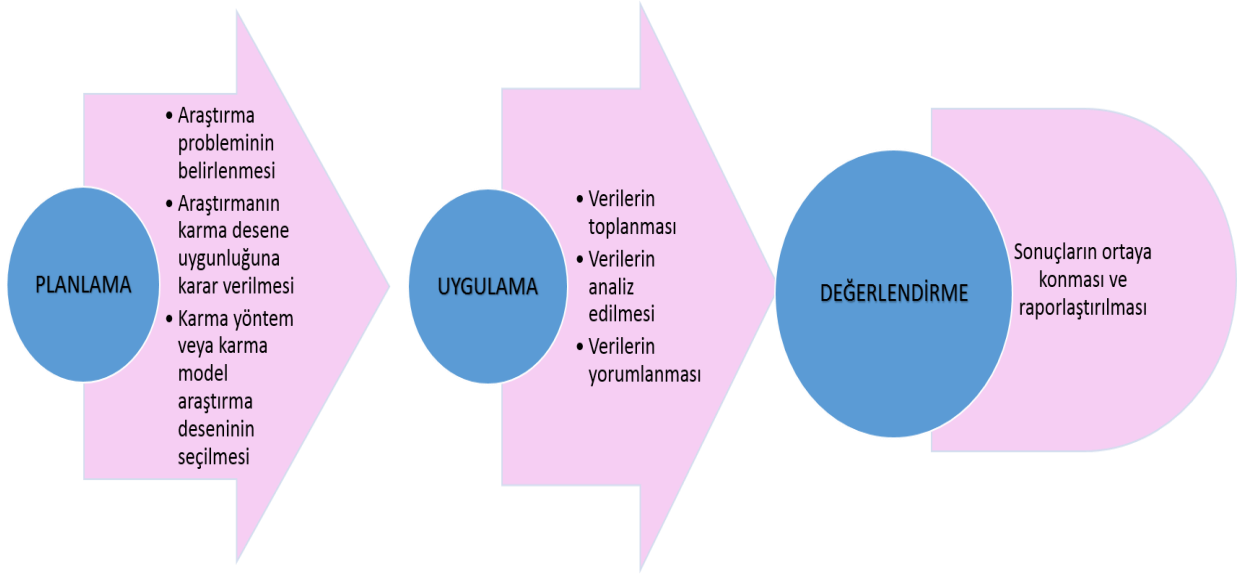 PLANLAMA
• Araştırma
probleminin
belirlenmesi
• Araştırmanın
karma desene
uygunluğuna
karar verilmesi
• Karma yöntem
veya karma
model
araştırma
deseninin
seçilmesi
UYGULAMA
• Verilerin
toplanması
• Verilerin
analiz
edilmesi
• Verilerin
yorumlanması
DEĞERLENDİRME
Sonuçların ortaya
konması ve
raporlaştırılması